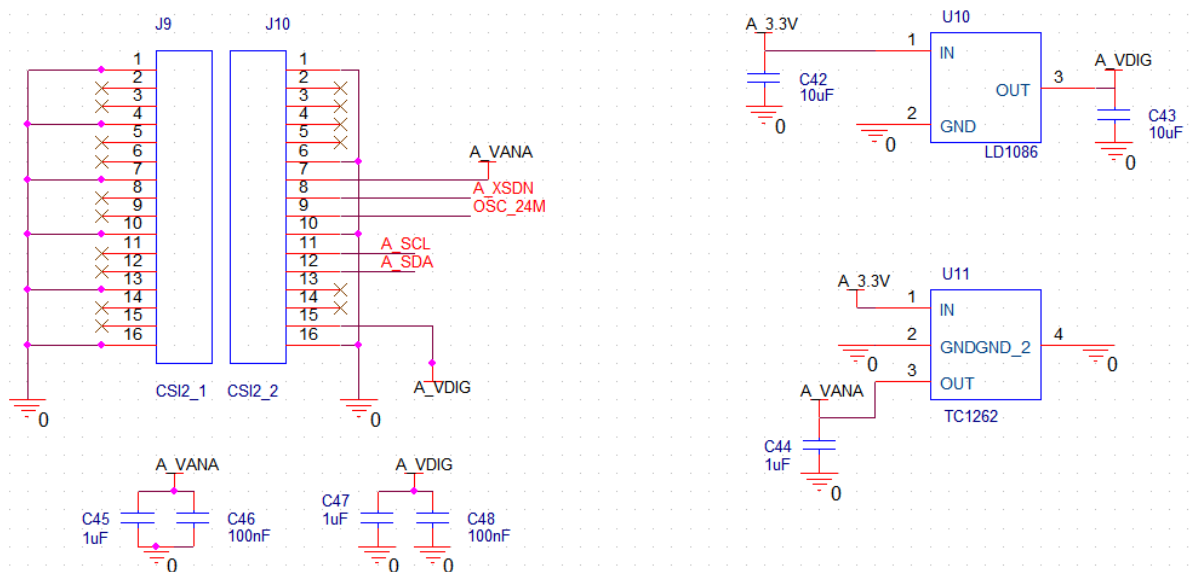 J9 J10
1 1
2 2
3 3
4 4
5 5
6 6
7 7
8 8
9 9
10 10
11 11
12 12
13 13
14 14
15 15
16 16
CSI2_1 CSI2_2
0 0
A_VANA
A_XSDN
OSC_24M
A_SCL
A_SDA
A_VDIG
A_VANA
C45
1uF
C46
100nF
0
A_VDIG
C47
1uF
C48
100nF
0 0
U10
A_3.3V
1 IN
C42
10uF
0
A_VDIG
OUT 3
2 GND
0
LD1086
C43
10uF
0
U11
A_3.3V
1 IN
2 GND GND_2 4
0 0
3 OUT
A_VANA
TC1262
C44
1uF
0